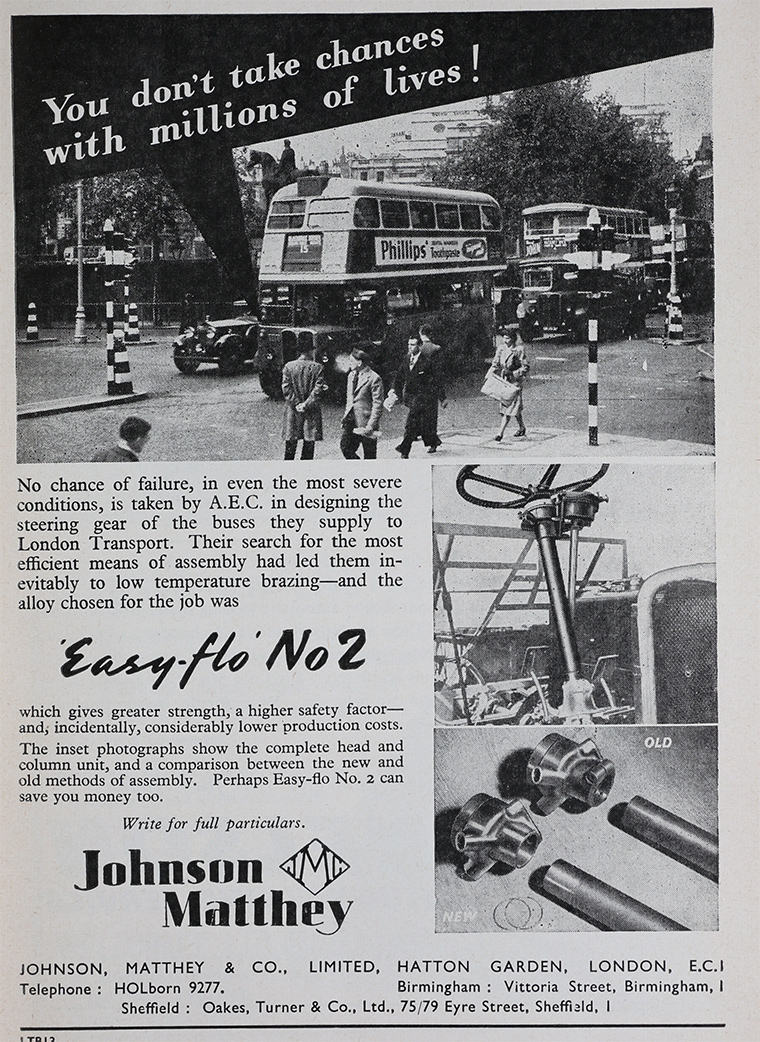 You don't take chances
with millions of lives!
15
Phillips' DENTAL MAGNESIA Toothpaste
No chance of failure, in even the most severe
conditions, is taken by A.E.C. in designing the
steering gear of the buses they supply to
London Transport. Their search for the most
efficient means of assembly had led them in-
evitably to low temperature brazing—and the
alloy chosen for the job was
'Easy-flo' No 2
which gives greater strength, a higher safety factor—
and, incidentally, considerably lower production costs.
The inset photographs show the complete head and
column unit, and a comparison between the new and
old methods of assembly. Perhaps Easy-flo No. 2 can
save you money too.
Write for full particulars.
OLD
NEW
Johnson
JMC
Matthey
JOHNSON, MATTHEY & CO., LIMITED, HATTON GARDEN, LONDON, E.C.1
Telephone : HOLborn 9277. Birmingham : Vittoria Street, Birmingham, 1
Sheffield : Oakes, Turner & Co., Ltd., 75/79 Eyre Street, Sheffield, 1